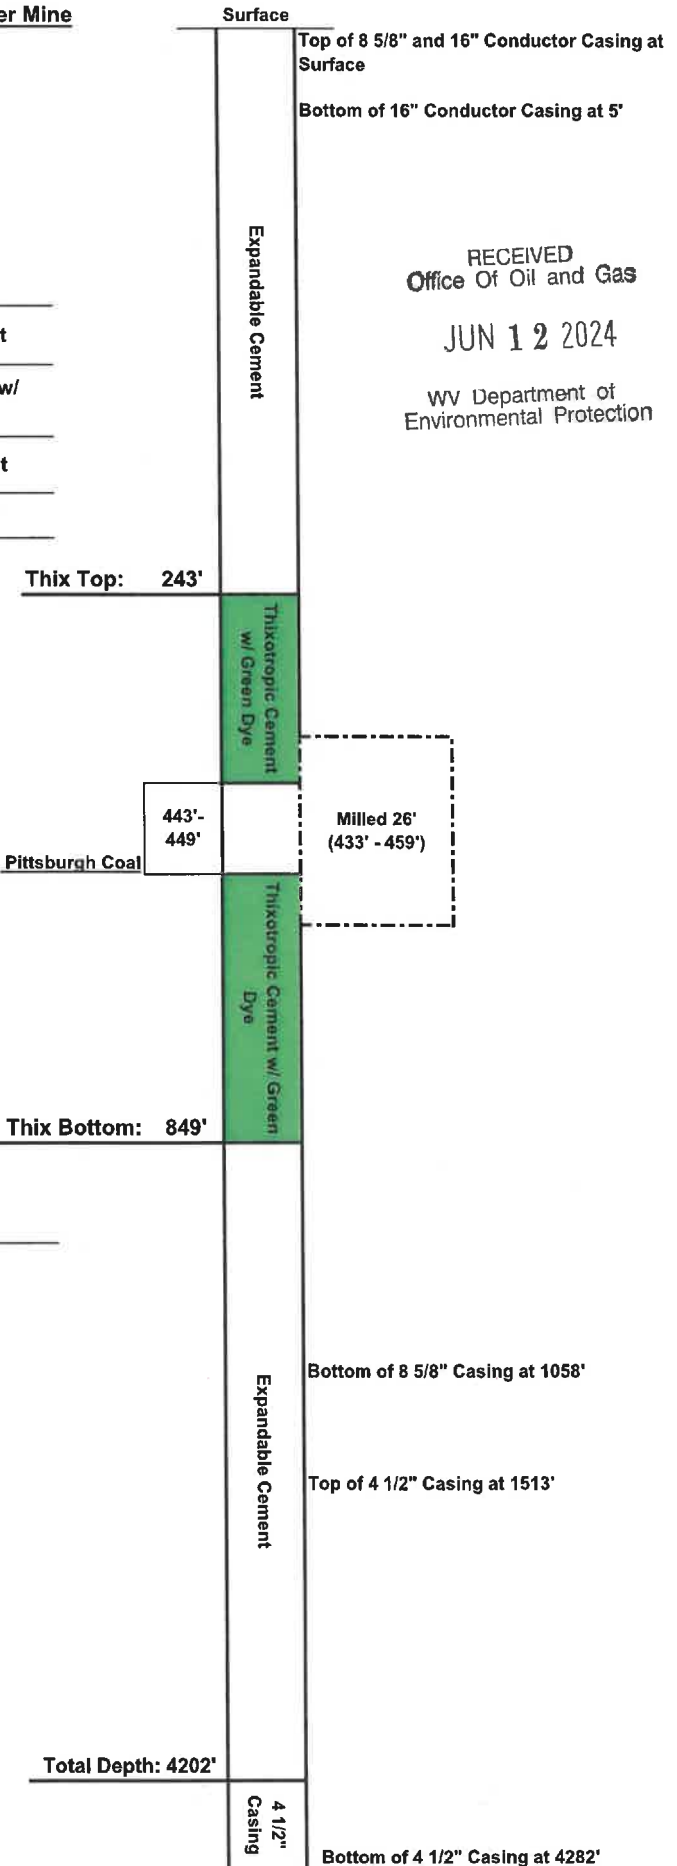 er Mine
Surface
Top of 8 5/8" and 16" Conductor Casing at
Surface
Bottom of 16" Conductor Casing at 5'
Expandable Cement
RECEIVED
Office Of Oil and Gas
JUN 12 2024
WV Department of
Environmental Protection
t
w/
t
Thix Top: 243'
Thixotropic Cement
w/ Green Dye
443'-
449'
Milled 26'
(433' - 459')
Pittsburgh Coal
Thixotropic Cement w/ Green
Dye
Thix Bottom: 849'
Bottom of 8 5/8" Casing at 1058'
Expandable Cement
Top of 4 1/2" Casing at 1513'
Total Depth: 4202'
4 1/2"
Casing
Bottom of 4 1/2" Casing at 4282'